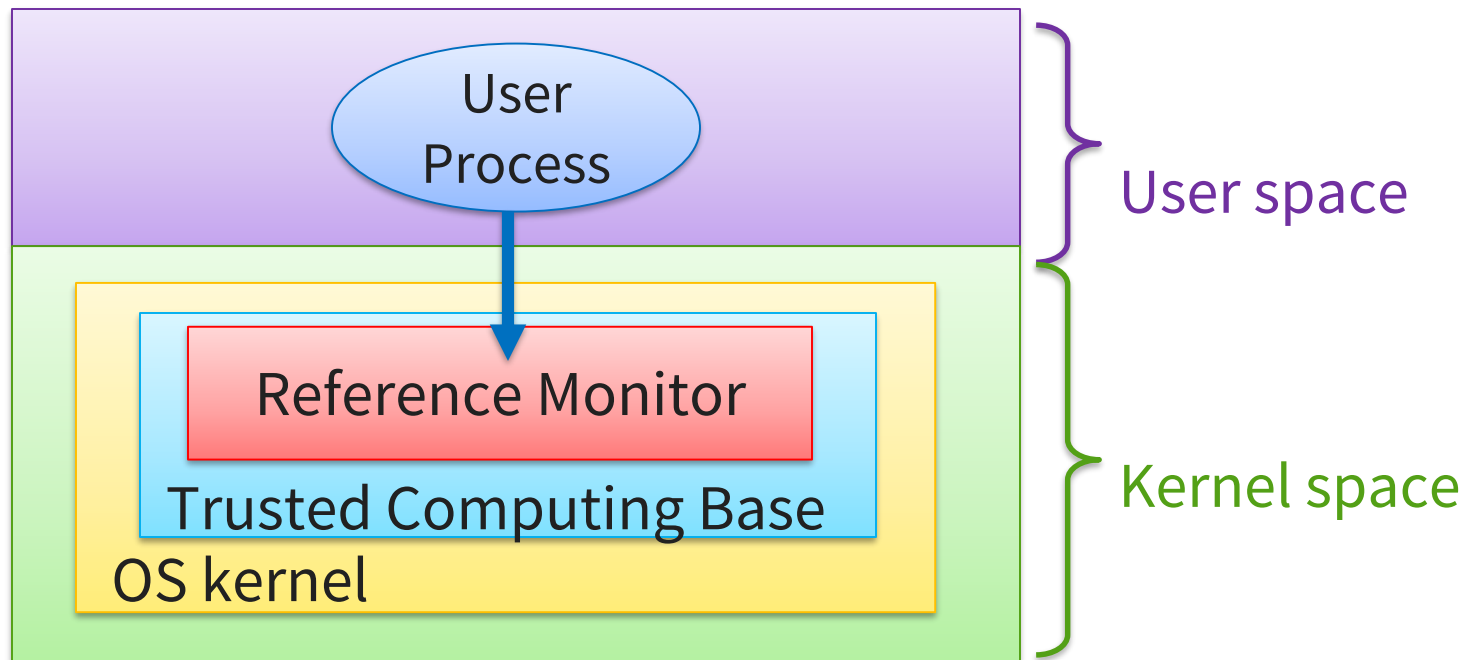 User
Process
User space
Reference Monitor
Kernel space
Trusted Computing Base
OS kernel